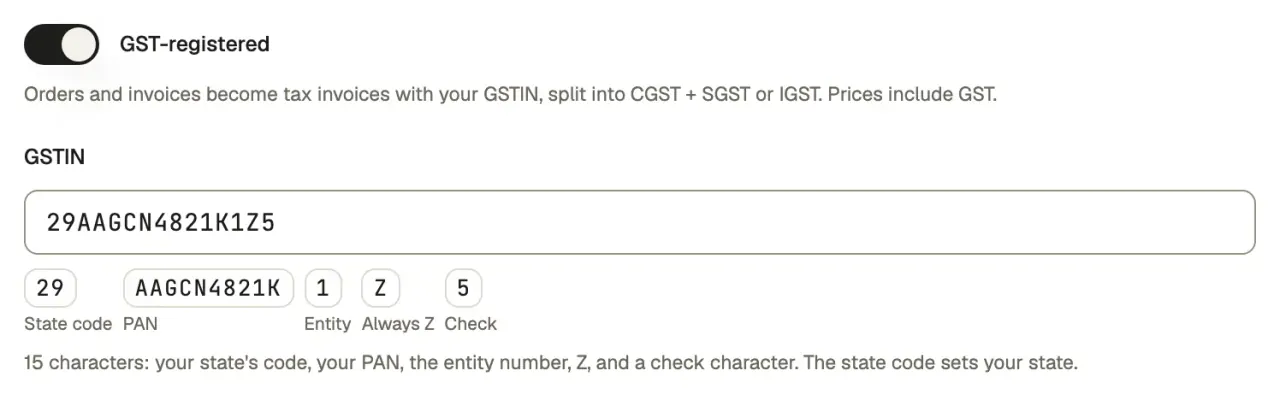 GST-registered
Orders and invoices become tax invoices with your GSTIN, split into CGST + SGST or IGST. Prices include GST.
GSTIN
29AAGCN4821K1Z5
29 AAGCN4821K 1 Z 5
State code PAN Entity Always Z Check
15 characters: your state's code, your PAN, the entity number, Z, and a check character. The state code sets your state.